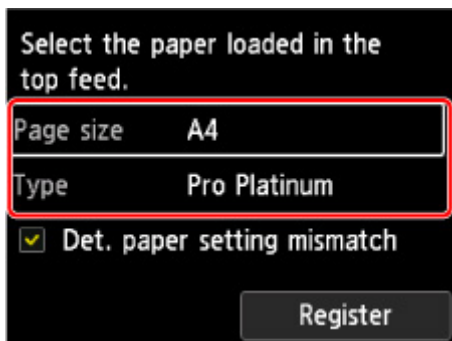 Select the paper loaded in the
top feed.
Page size A4
Type Pro Platinum
Det. paper setting mismatch
Register